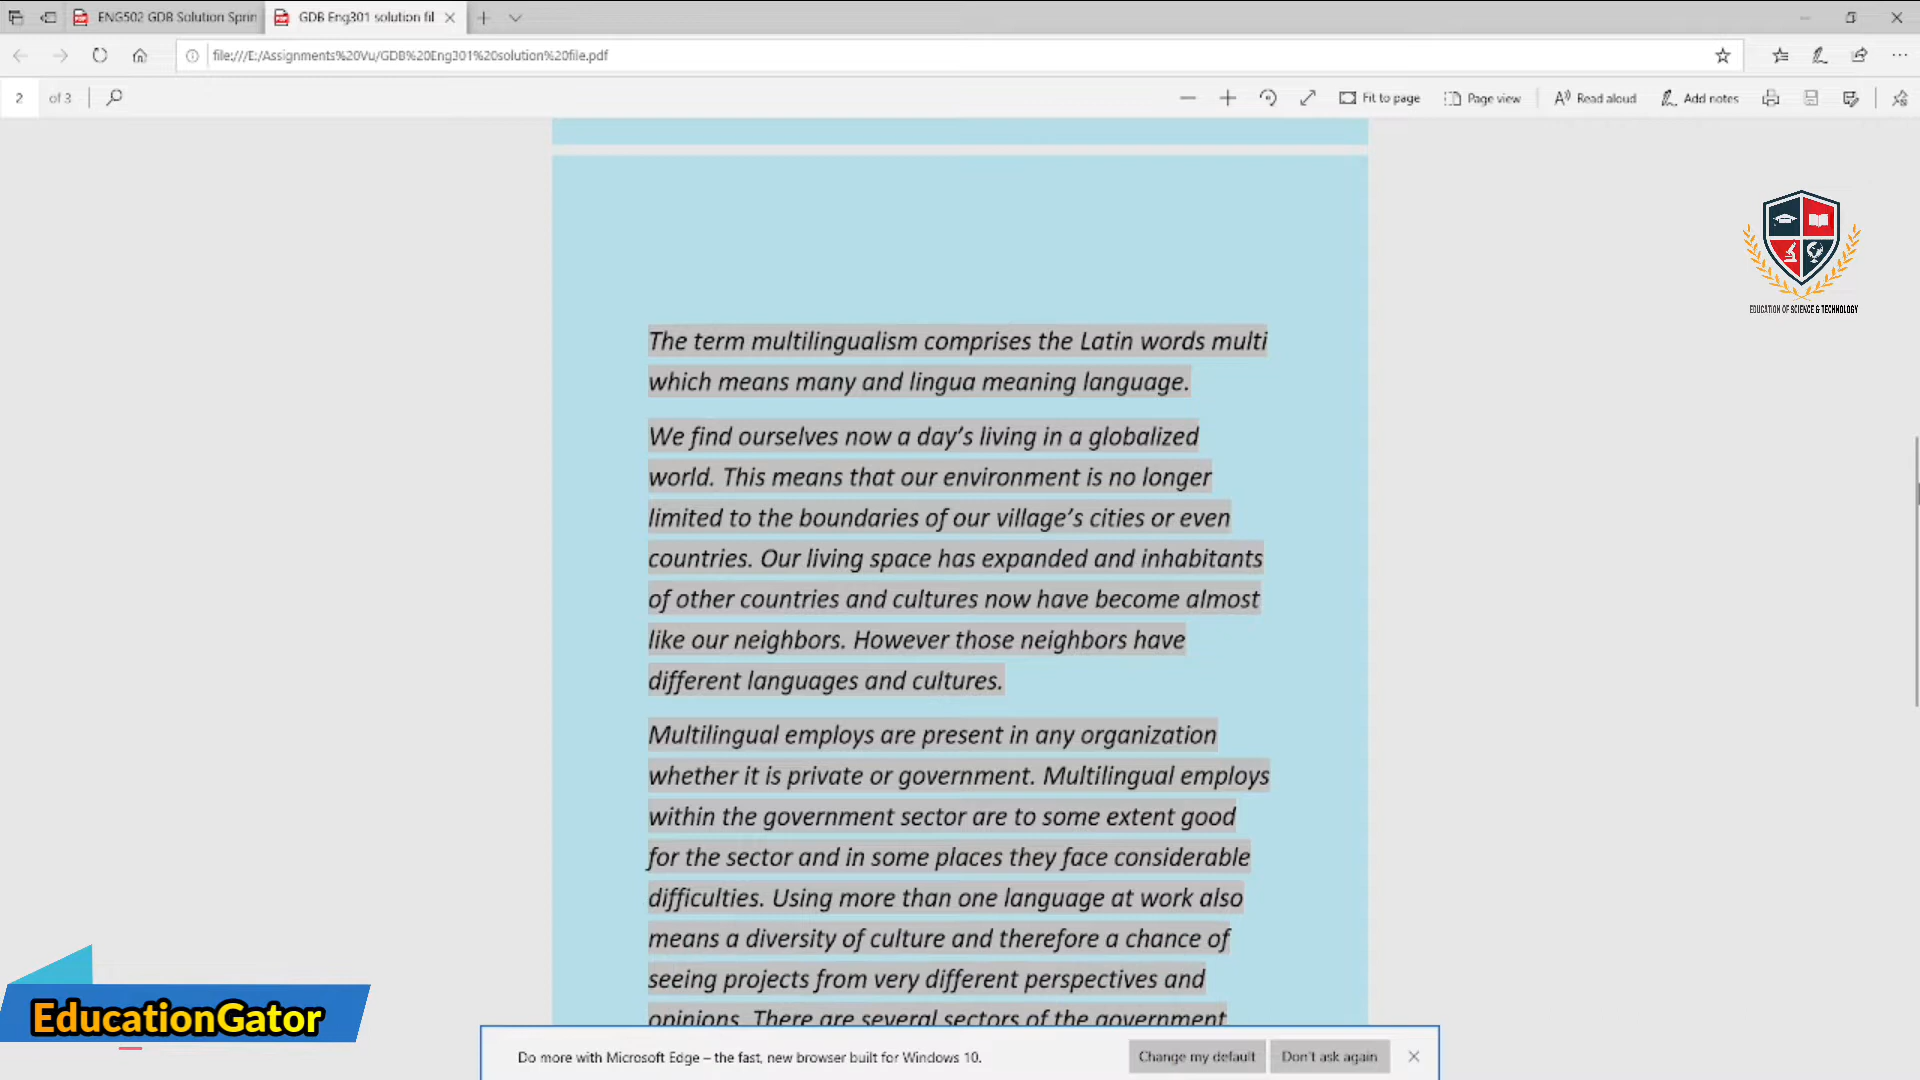 ENG502 GDB Solution Sprin
GDB Eng301 solution fil
file:///E:/Assignments%20Vu/GDB%20Eng301%20solution%20file.pdf
2 of 3
Fit to page
Page view
Read aloud
Add notes
EDUCATION OF SCIENCE & TECHNOLOGY
The term multilingualism comprises the Latin words multi
which means many and lingua meaning language.
We find ourselves now a day’s living in a globalized
world. This means that our environment is no longer
limited to the boundaries of our village’s cities or even
countries. Our living space has expanded and inhabitants
of other countries and cultures now have become almost
like our neighbors. However those neighbors have
different languages and cultures.
Multilingual employs are present in any organization
whether it is private or government. Multilingual employs
within the government sector are to some extent good
for the sector and in some places they face considerable
difficulties. Using more than one language at work also
means a diversity of culture and therefore a chance of
seeing projects from very different perspectives and
opinions. There are several sectors of the government
EducationGator
Do more with Microsoft Edge – the fast, new browser built for Windows 10.
Change my default
Don't ask again